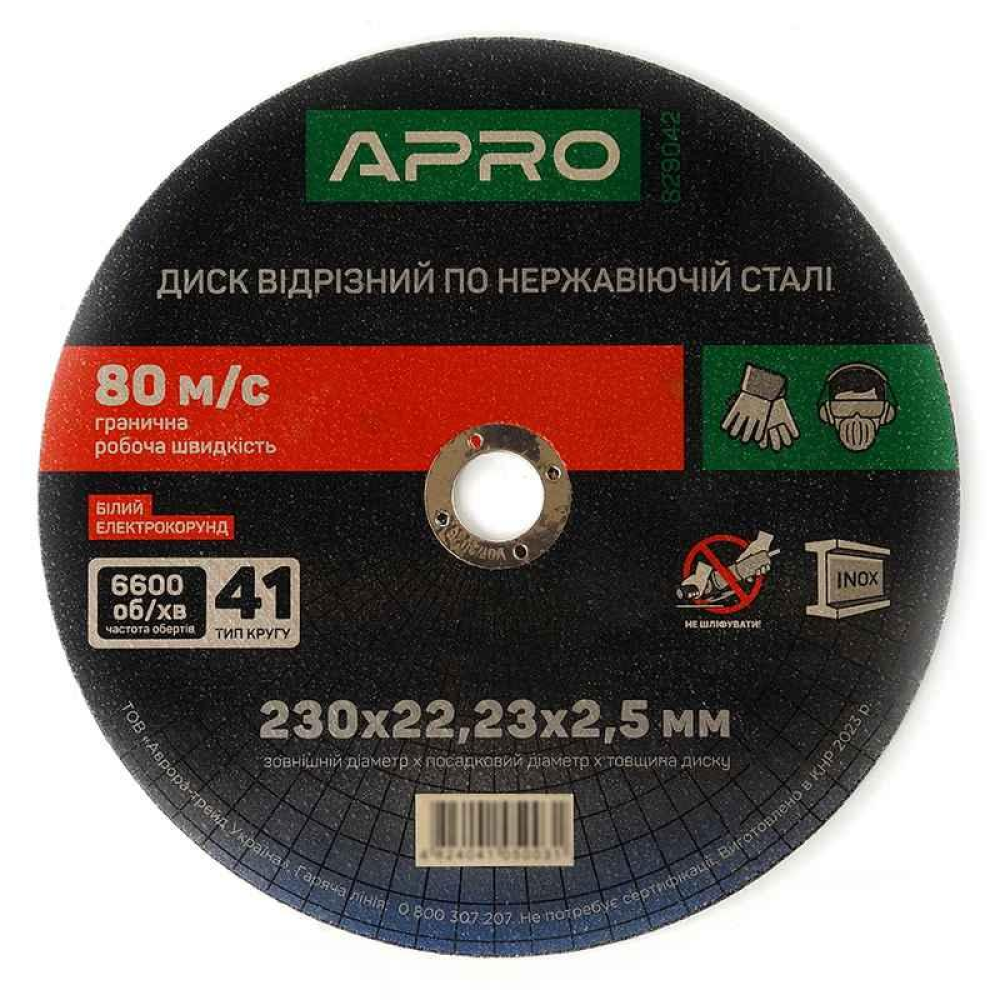 APRO
829042
ДИСК ВІДРІЗНИЙ ПО НЕРЖАВІЮЧІЙ СТАЛІ
80 м/с
гранична
робоча швидкість
БІЛИЙ
ЕЛЕКТРОКОРУНД
6600
об/хв
частота обертів
41
ТИП КРУГУ
НЕ ШЛІФУВАТИ!
INOX
230x22,23x2,5 мм
зовнішній діаметр x посадковий діаметр x товщина диску
ТОВ «Аврора-трейд Україна». Гаряча лінія: 0 800 307 207. Не потребує сертифікації. Виготовлено в КНР. 2023 р.